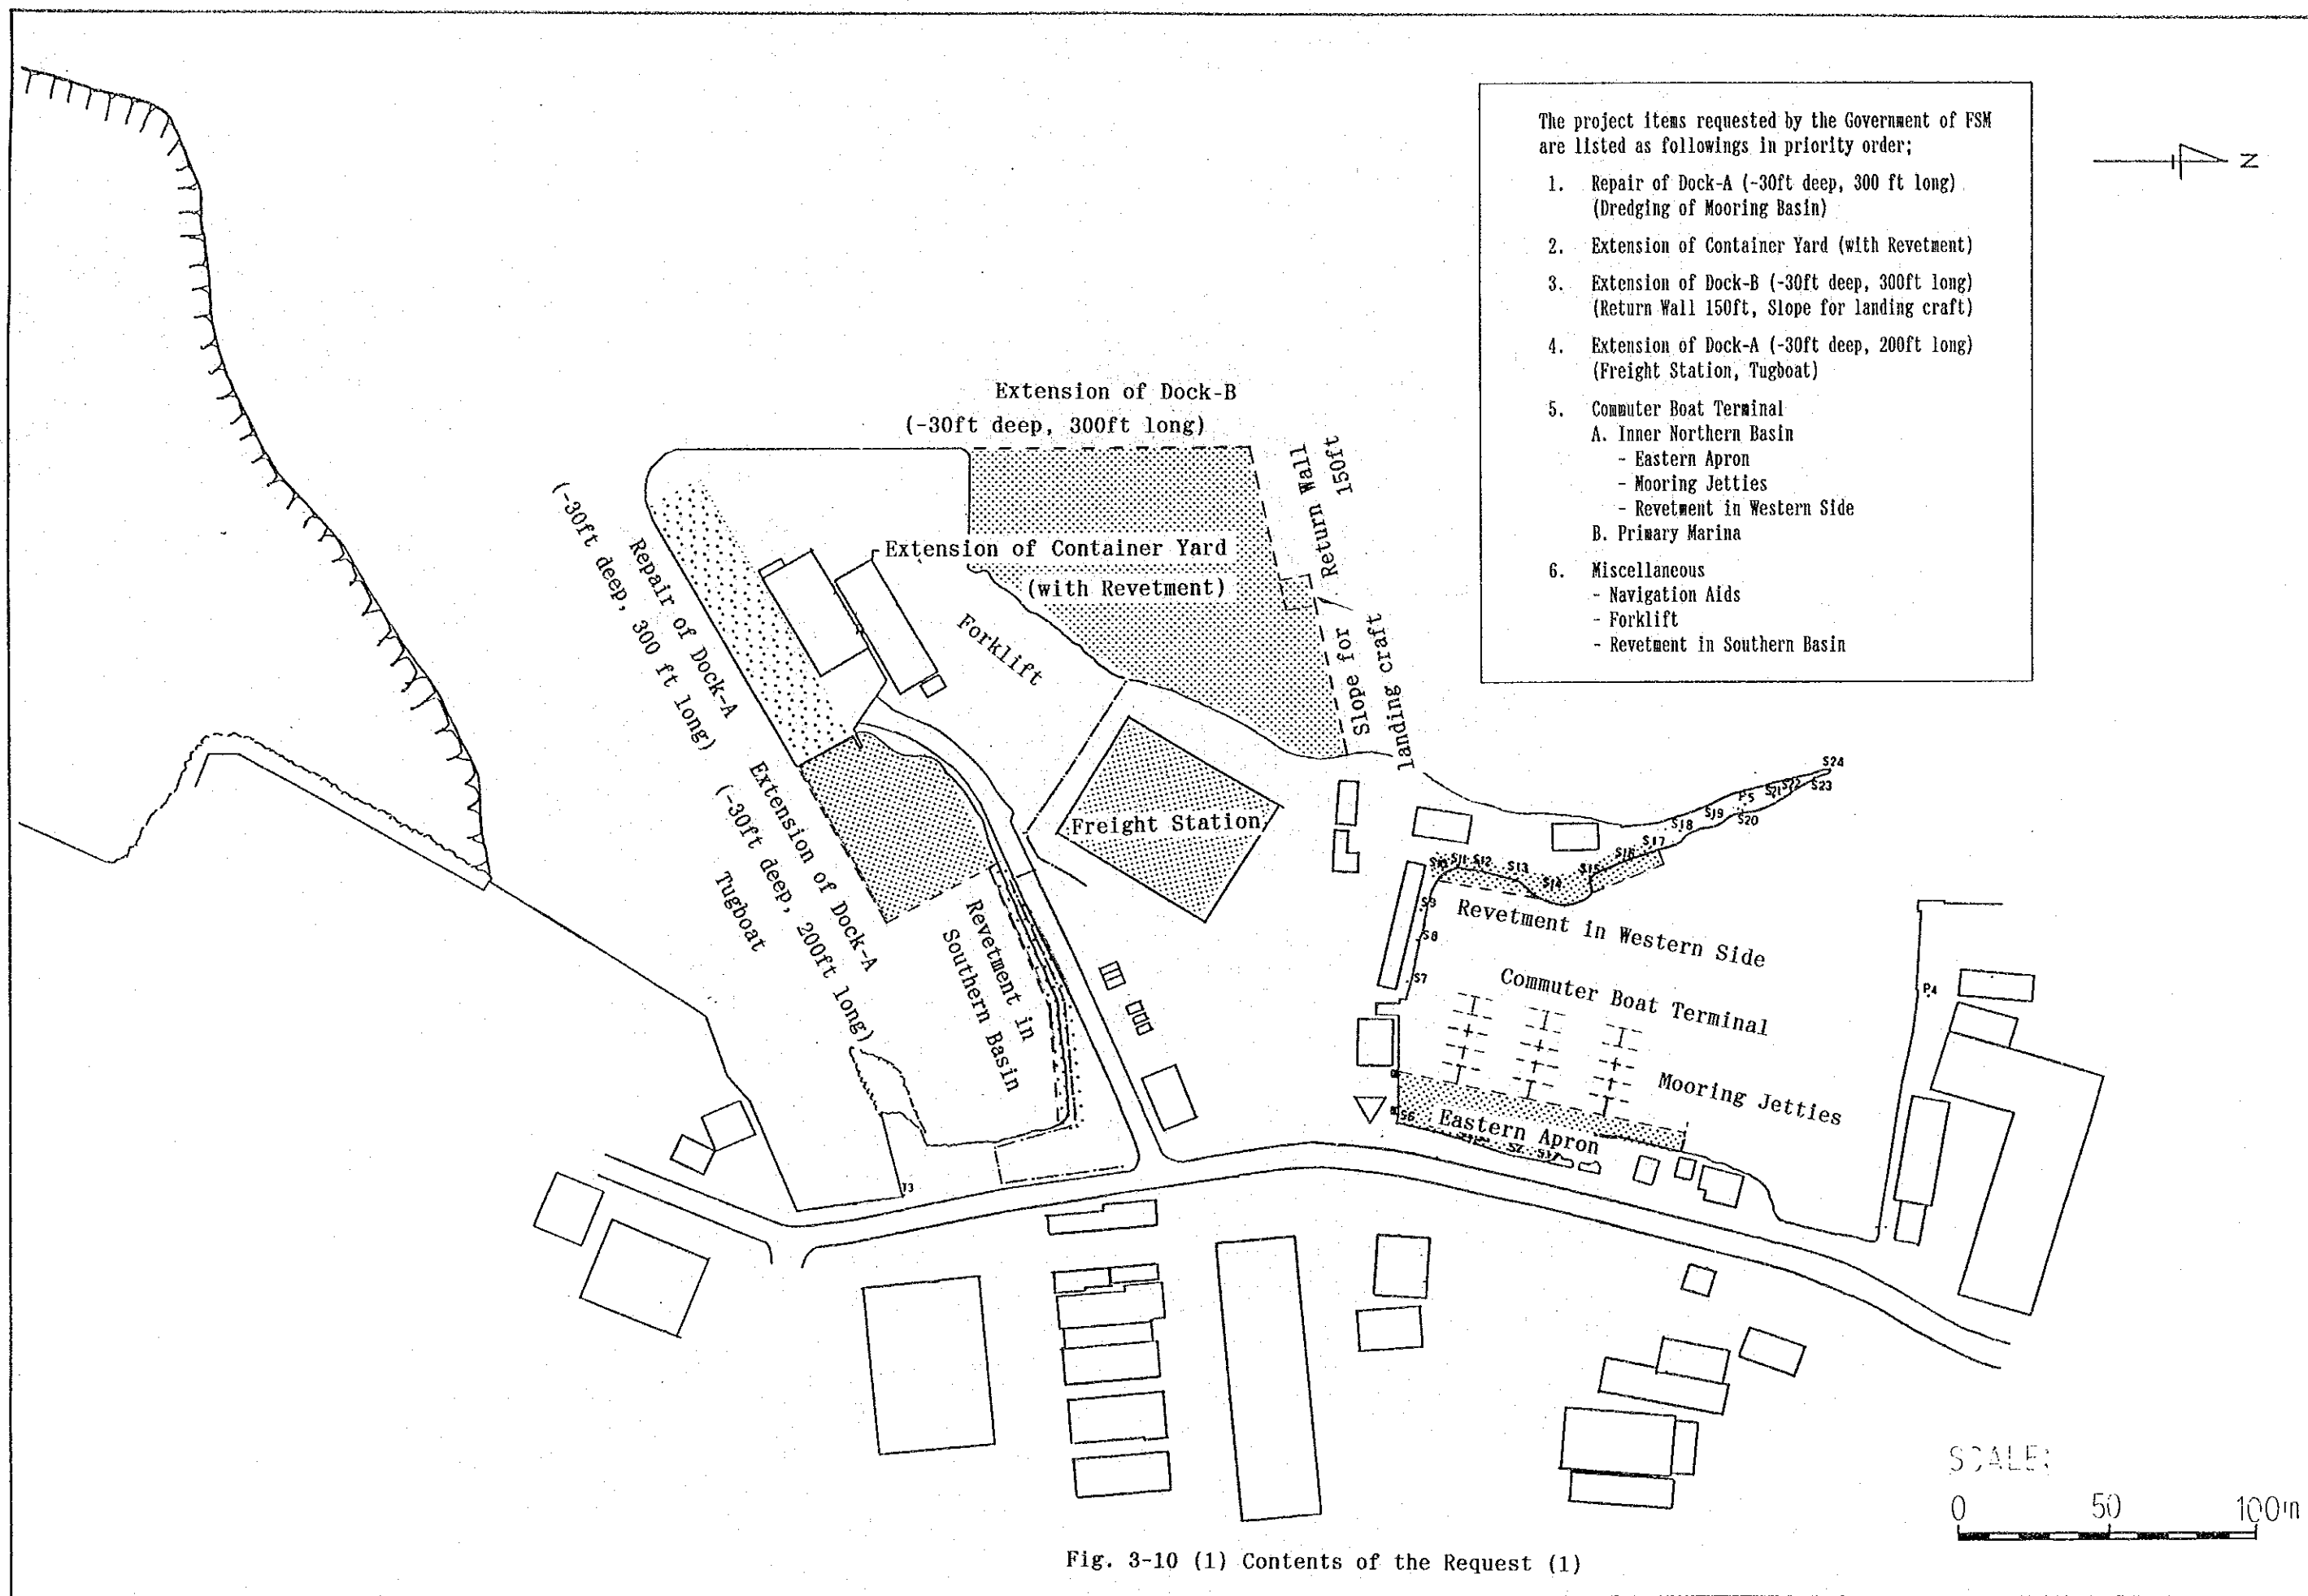 The project items requested by the Government of FSM
are listed as followings in priority order;
1. Repair of Dock-A (-30ft deep, 300 ft long)
(Dredging of Mooring Basin)
2. Extension of Container Yard (with Revetment)
3. Extension of Dock-B (-30ft deep, 300ft long)
(Return Wall 150ft, Slope for landing craft)
4. Extension of Dock-A (-30ft deep, 200ft long)
(Freight Station, Tugboat)
5. Commuter Boat Terminal
A. Inner Northern Basin
- Eastern Apron
- Mooring Jetties
- Revetment in Western Side
B. Primary Marina
6. Miscellaneous
- Navigation Aids
- Forklift
- Revetment in Southern Basin
N
Extension of Dock-B
(-30ft deep, 300ft long)
Return Wall
150ft
Extension of Container Yard
(with Revetment)
Repair of Dock-A
(-30ft deep, 300 ft long)
Forklift
Slope for
landing craft
Extension of Dock-A
(-30ft deep, 200ft long)
Tugboat
Freight Station
Revetment in
Southern Basin
S24
S23
S22
S21
P5
S20
S19
S18
S17
S16
S15
S14
S13
S12
S11
S10
S9
S8
S7
Revetment in Western Side
Commuter Boat Terminal
Mooring Jetties
Eastern Apron
S6
P4
SCALE:
0 50 100m
Fig. 3-10 (1) Contents of the Request (1)